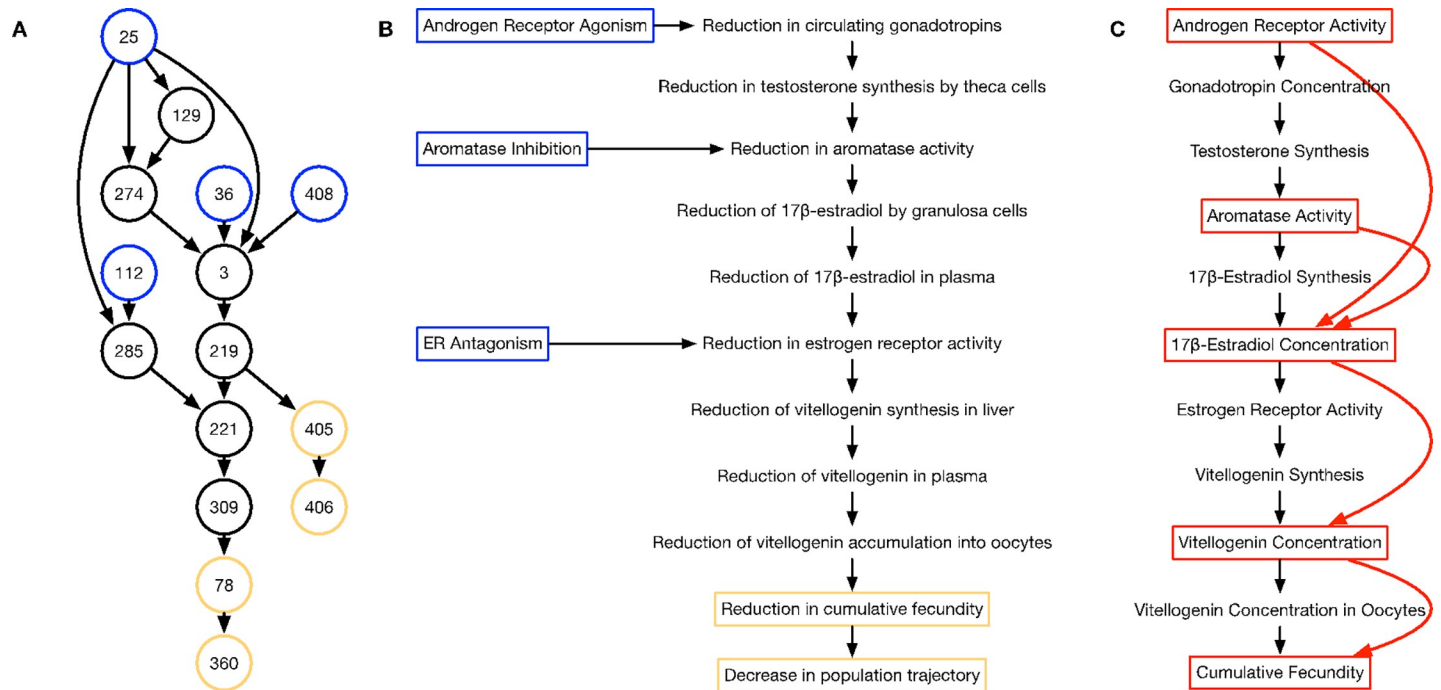 A
25
129
274
36
408
112
3
285
219
221
405
309
406
78
360
B
Androgen Receptor Agonism
Reduction in circulating gonadotropins
Reduction in testosterone synthesis by theca cells
Aromatase Inhibition
Reduction in aromatase activity
Reduction of 17β-estradiol by granulosa cells
Reduction of 17β-estradiol in plasma
ER Antagonism
Reduction in estrogen receptor activity
Reduction of vitellogenin synthesis in liver
Reduction of vitellogenin in plasma
Reduction of vitellogenin accumulation into oocytes
Reduction in cumulative fecundity
Decrease in population trajectory
C
Androgen Receptor Activity
Gonadotropin Concentration
Testosterone Synthesis
Aromatase Activity
17β-Estradiol Synthesis
17β-Estradiol Concentration
Estrogen Receptor Activity
Vitellogenin Synthesis
Vitellogenin Concentration
Vitellogenin Concentration in Oocytes
Cumulative Fecundity